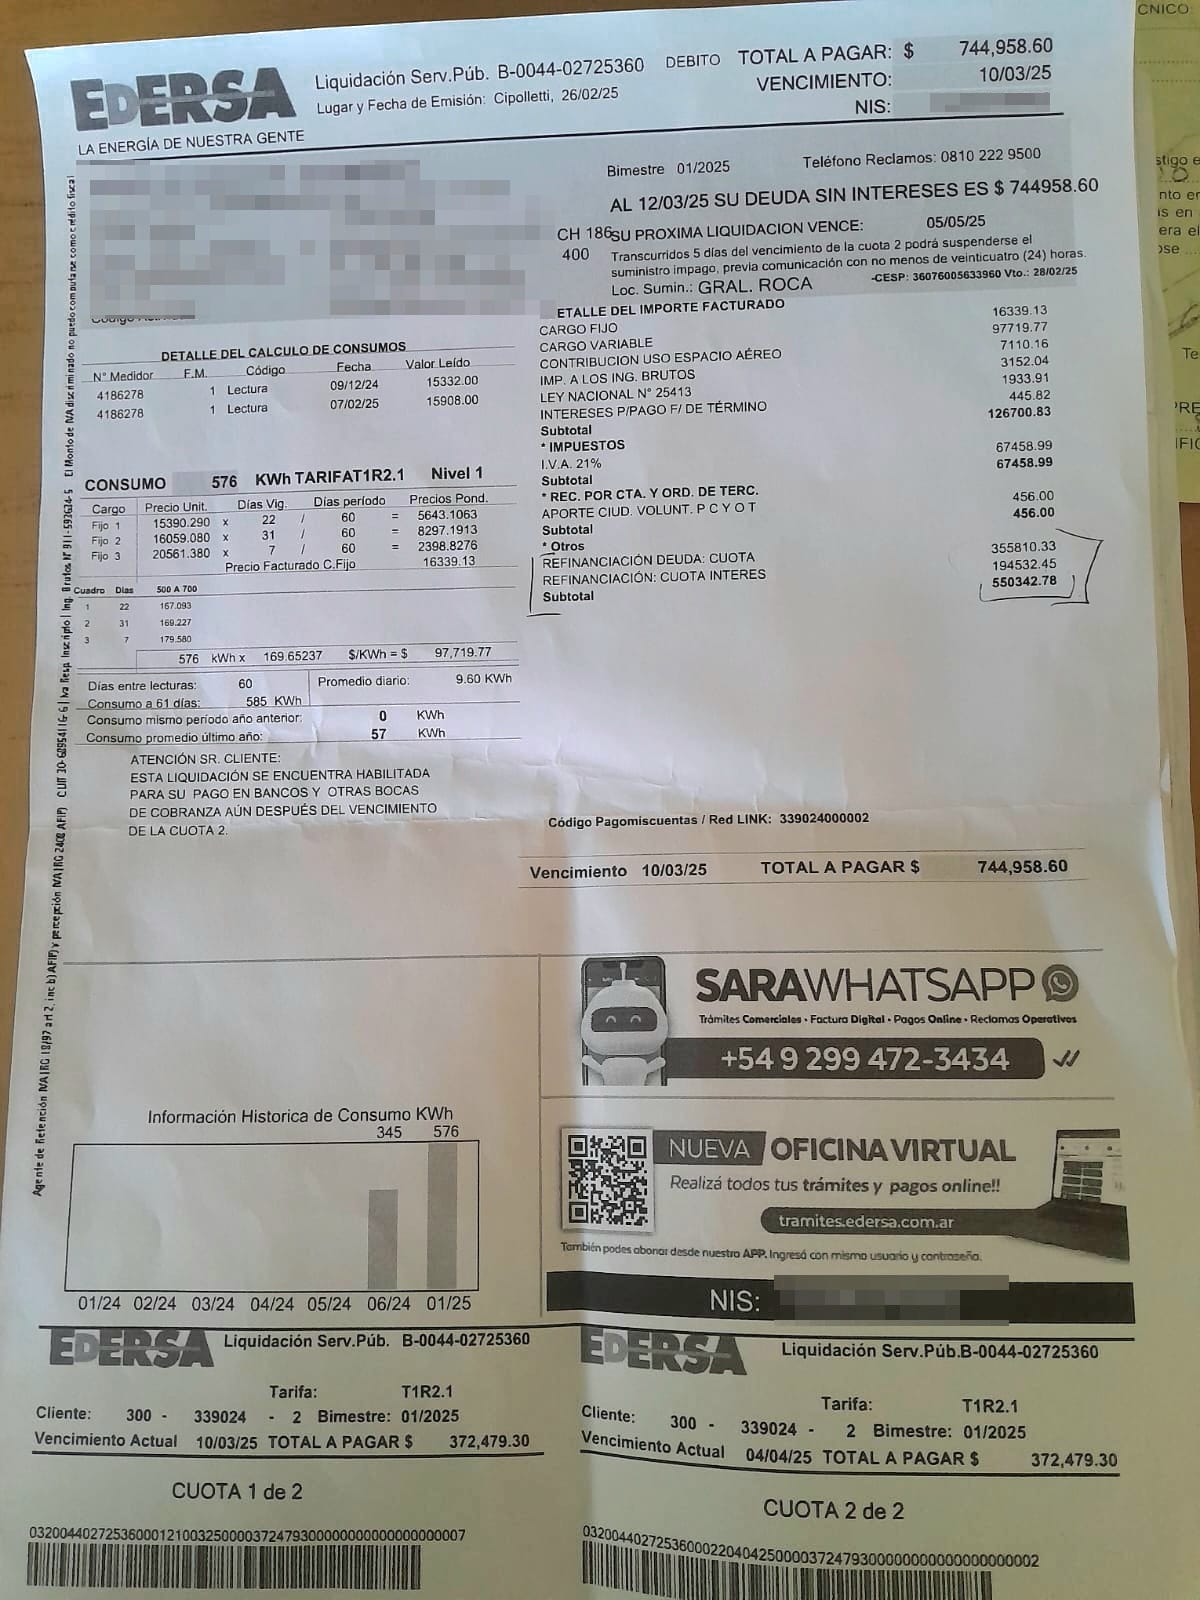 CNICO:
EDERSA
LA ENERGÍA DE NUESTRA GENTE
Liquidación Serv.Púb. B-0044-02725360 DEBITO
Lugar y Fecha de Emisión: Cipolletti, 26/02/25
TOTAL A PAGAR: $ 744,958.60
VENCIMIENTO: 10/03/25
NIS:
Bimestre 01/2025 Teléfono Reclamos: 0810 222 9500
AL 12/03/25 SU DEUDA SIN INTERESES ES $ 744958.60
CH 186
400
SU PROXIMA LIQUIDACION VENCE: 05/05/25
Transcurridos 5 días del vencimiento de la cuota 2 podrá suspenderse el
suministro impago, previa comunicación con no menos de veinticuatro (24) horas.
Loc. Sumin.: GRAL. ROCA -CESP: 36076005633960 Vto.: 28/02/25
ETALLE DEL IMPORTE FACTURADO
CARGO FIJO 16339.13
CARGO VARIABLE 97719.77
CONTRIBUCION USO ESPACIO AÉREO 7110.16
IMP. A LOS ING. BRUTOS 3152.04
LEY NACIONAL N° 25413 1933.91
INTERESES P/PAGO F/ DE TÉRMINO 445.82
Subtotal 126700.83
* IMPUESTOS
I.V.A. 21% 67458.99
Subtotal 67458.99
* REC. POR CTA. Y ORD. DE TERC.
APORTE CIUD. VOLUNT. P C Y O T 456.00
Subtotal 456.00
* Otros
REFINANCIACIÓN DEUDA: CUOTA 355810.33
REFINANCIACIÓN: CUOTA INTERES 194532.45
Subtotal 550342.78
DETALLE DEL CALCULO DE CONSUMOS
N° Medidor F.M. Código Fecha Valor Leído
4186278 1 Lectura 09/12/24 15332.00
4186278 1 Lectura 07/02/25 15908.00
CONSUMO 576 KWh TARIFAT1R2.1 Nivel 1
Cargo Precio Unit. Días Vig. Días período Precios Pond.
Fijo 1 15390.290 x 22 / 60 = 5643.1063
Fijo 2 16059.080 x 31 / 60 = 8297.1913
Fijo 3 20561.380 x 7 / 60 = 2398.8276
Precio Facturado C.Fijo 16339.13
Cuadro Dias 500 A 700
1 22 167.093
2 31 169.227
3 7 179.580
576 kWh x 169.65237 $/KWh = $ 97,719.77
Días entre lecturas: 60 Promedio diario: 9.60 KWh
Consumo a 61 días: 585 KWh
Consumo mismo período año anterior: 0 KWh
Consumo promedio último año: 57 KWh
ATENCIÓN SR. CLIENTE:
ESTA LIQUIDACIÓN SE ENCUENTRA HABILITADA
PARA SU PAGO EN BANCOS Y OTRAS BOCAS
DE COBRANZA AÚN DESPUÉS DEL VENCIMIENTO
DE LA CUOTA 2.
Código Pagomiscuentas / Red LINK: 339024000002
Vencimiento 10/03/25 TOTAL A PAGAR $ 744,958.60
SARAWHATSAPP
Trámites Comerciales • Factura Digital • Pagos Online • Reclamos Operativos
+54 9 299 472-3434
Información Historica de Consumo KWh
345 576
01/24 02/24 03/24 04/24 05/24 06/24 01/25
NUEVA OFICINA VIRTUAL
Realizá todos tus trámites y pagos online!!
tramites.edersa.com.ar
También podes abonar desde nuestra APP. Ingresá con mismo usuario y contraseña.
NIS:
EDERSA Liquidación Serv.Púb. B-0044-02725360
Tarifa: T1R2.1
Cliente: 300 - 339024 - 2 Bimestre: 01/2025
Vencimiento Actual 10/03/25 TOTAL A PAGAR $ 372,479.30
CUOTA 1 de 2
EDERSA Liquidación Serv.Púb.B-0044-02725360
Tarifa: T1R2.1
Cliente: 300 - 339024 - 2 Bimestre: 01/2025
Vencimiento Actual 04/04/25 TOTAL A PAGAR $ 372,479.30
CUOTA 2 de 2